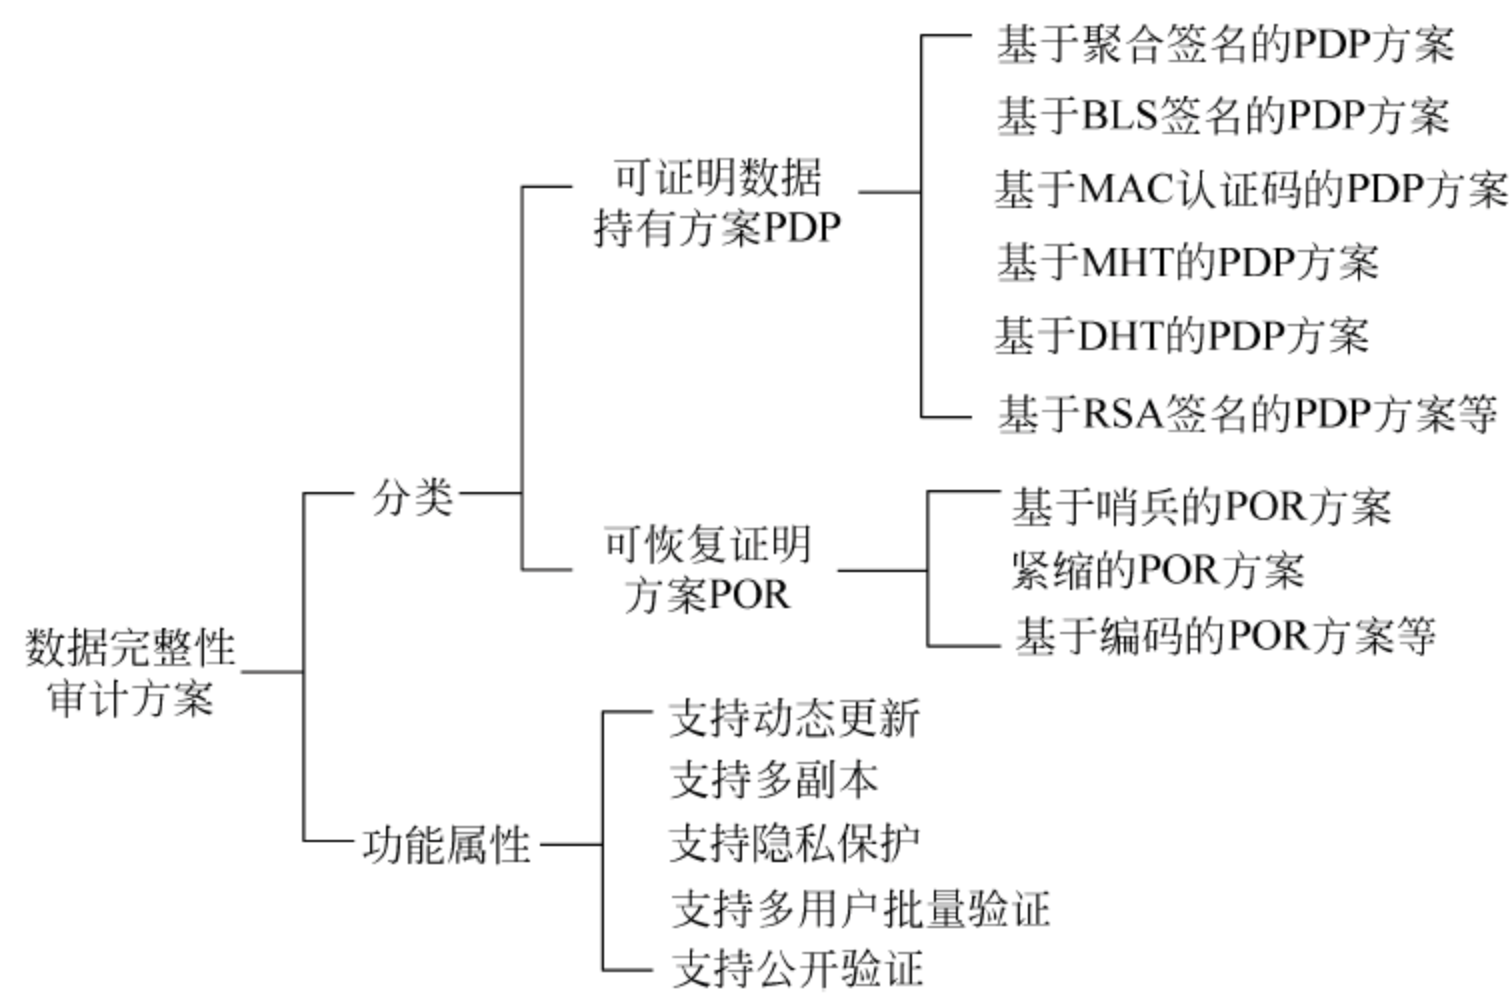 数据完整性
审计方案
分类
可证明数据
持有方案PDP
基于聚合签名的PDP方案
基于BLS签名的PDP方案
基于MAC认证码的PDP方案
基于MHT的PDP方案
基于DHT的PDP方案
基于RSA签名的PDP方案等
可恢复证明
方案POR
基于哨兵的POR方案
紧缩的POR方案
基于编码的POR方案等
功能属性
支持动态更新
支持多副本
支持隐私保护
支持多用户批量验证
支持公开验证